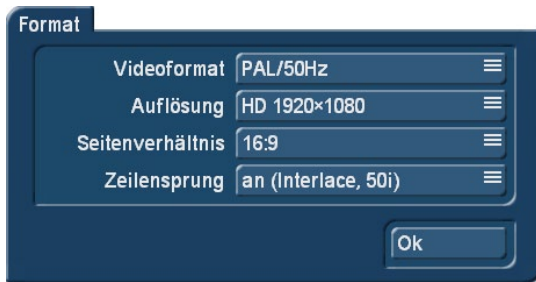 Format
Videoformat PAL/50Hz
Auflösung HD 1920×1080
Seitenverhältnis 16:9
Zeilensprung an (Interlace, 50i)
Ok